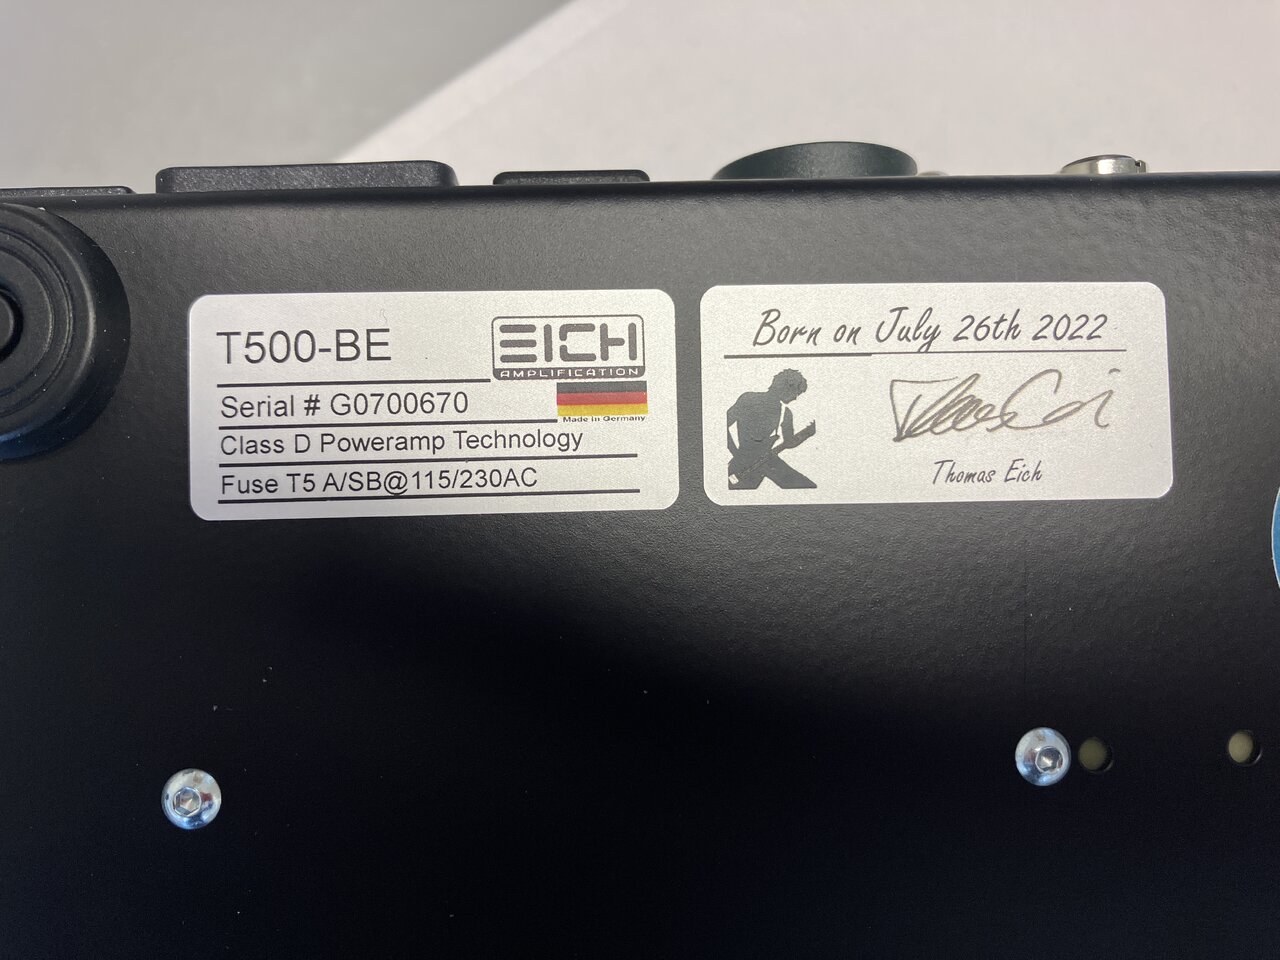 T500-BE
EICH
AMPLIFICATION
Serial # G0700670
Made in Germany
Class D Poweramp Technology
Fuse T5 A/SB@115/230AC
Born on July 26th 2022
Thomas Eich